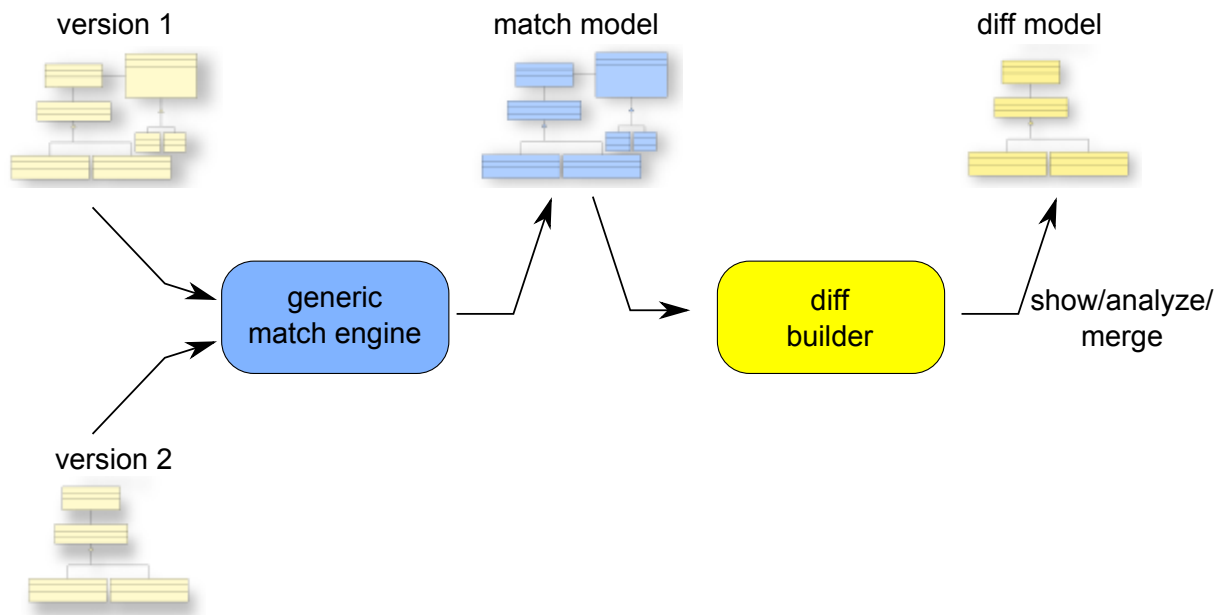 version 1
match model
diff model
generic
match engine
diff
builder
show/analyze/
merge
version 2